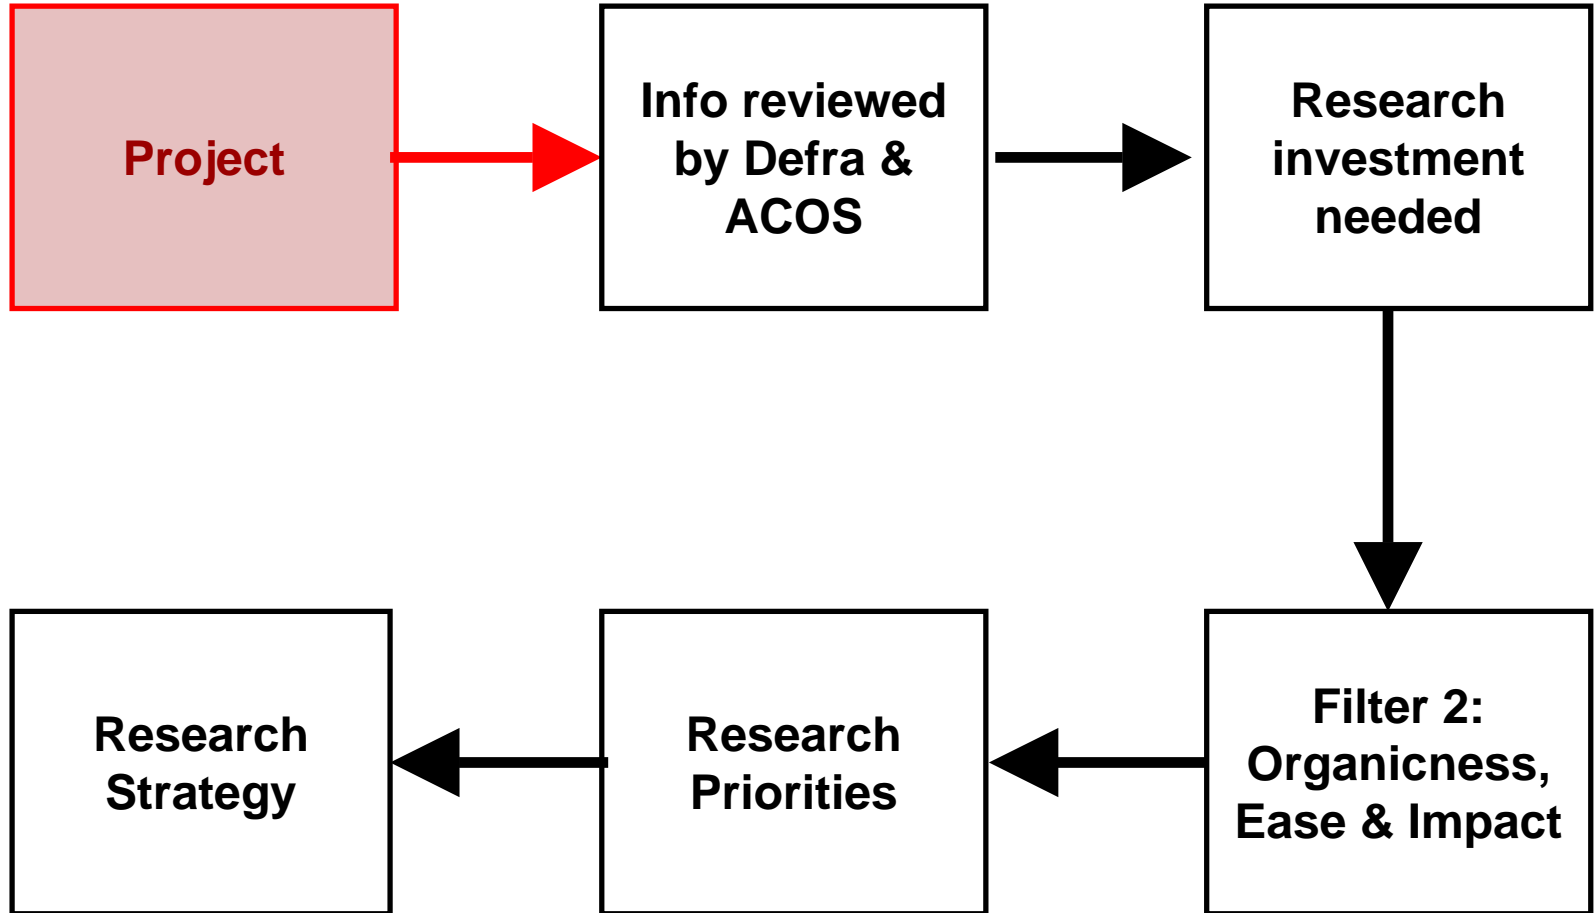 Project
Info reviewed
by Defra &
ACOS
Research
investment
needed
Research
Strategy
Research
Priorities
Filter 2:
Organicness,
Ease & Impact